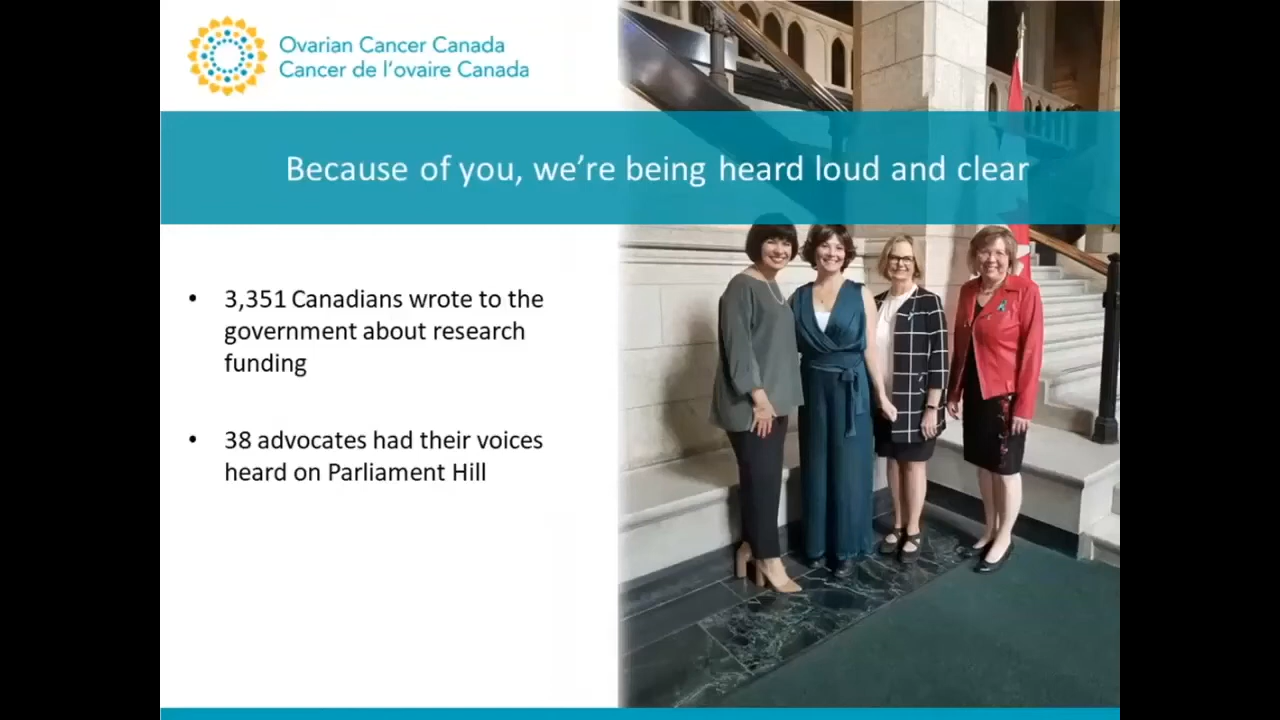 Ovarian Cancer Canada
Cancer de l'ovaire Canada
Because of you, we're being heard loud and clear
• 3,351 Canadians wrote to the
government about research
funding
• 38 advocates had their voices
heard on Parliament Hill